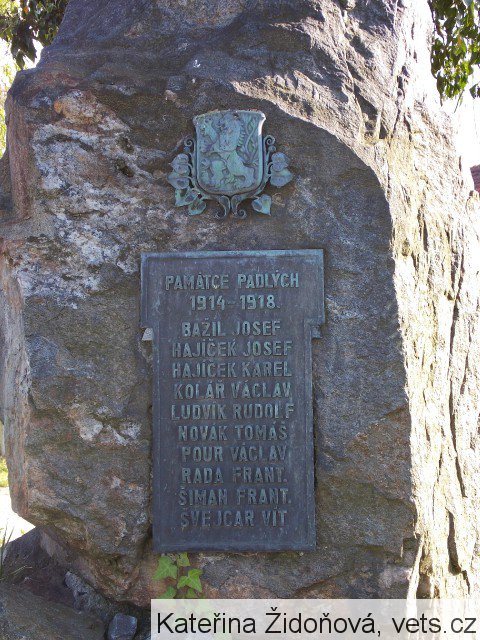 PAMÁTCE PADLÝCH
1914-1918.
BAŽIL JOSEF
HAJÍČEK JOSEF
HAJÍČEK KAREL
KOLÁŘ VÁCLAV
LUDVÍK RUDOLF
NOVÁK TOMÁŠ
POUR VÁCLAV
RADA FRANT.
ŠIMAN FRANT.
ŠVEJCAR VÍT
Kateřina Židoňová, vets.cz